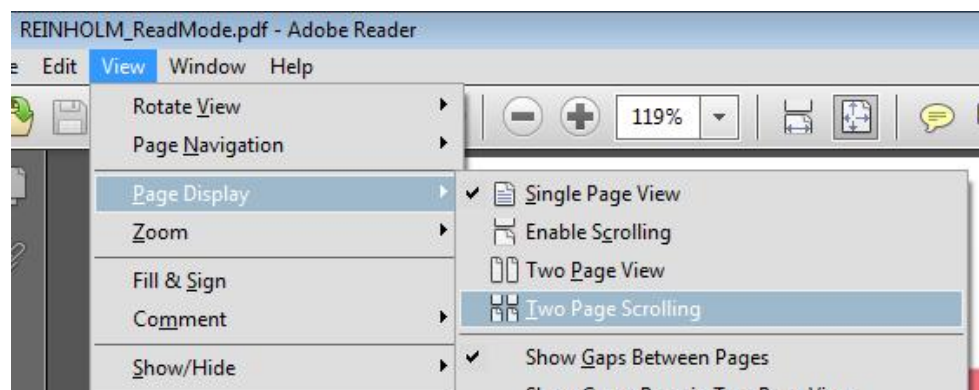 REINHOLM_ReadMode.pdf - Adobe Reader
Edit View Window Help
119%
Rotate View
Page Navigation
Page Display
Zoom
Fill & Sign
Comment
Show/Hide
Single Page View
Enable Scrolling
Two Page View
Two Page Scrolling
Show Gaps Between Pages